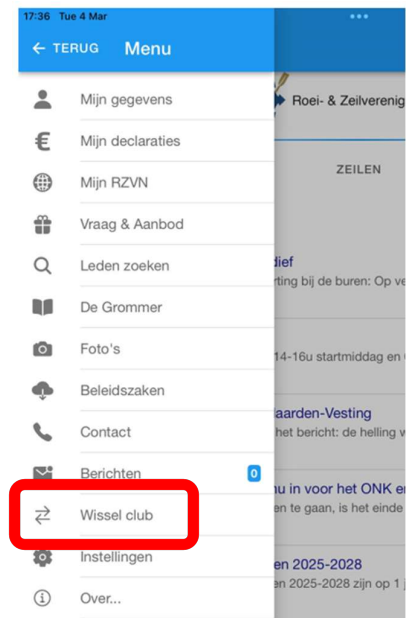 17:36 Tue 4 Mar
← TERUG Menu
Mijn gegevens
Roei- & Zeilverenig
Mijn declaraties
Mijn RZVN
ZEILEN
Vraag & Aanbod
Leden zoeken
dief
rting bij de buren: Op ve
De Grommer
Foto's
14-16u startmiddag en
Beleidszaken
aarden-Vesting
Contact
het bericht: de helling
Berichten 0
nu in voor het ONK e
en te gaan, is het einde
Wissel club
Instellingen
en 2025-2028
en 2025-2028 zijn op 1 j
Over...